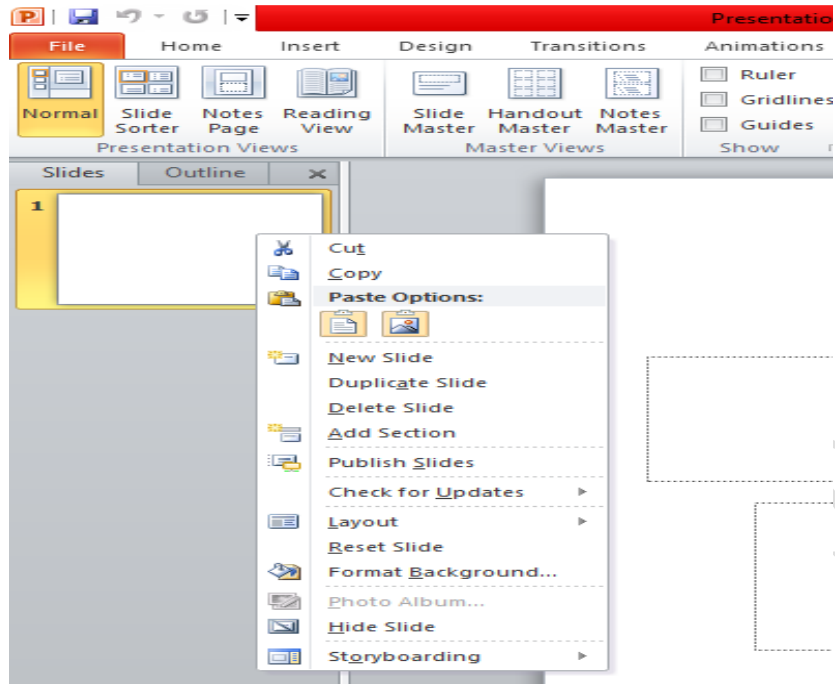 Presentatio
File Home Insert Design Transitions Animations
Normal Slide Sorter Notes Page Reading View Slide Master Handout Master Notes Master
Ruler
Gridlines
Guides
Presentation Views Master Views Show
Slides Outline
1
Cut
Copy
Paste Options:
New Slide
Duplicate Slide
Delete Slide
Add Section
Publish Slides
Check for Updates
Layout
Reset Slide
Format Background...
Photo Album...
Hide Slide
Storyboarding